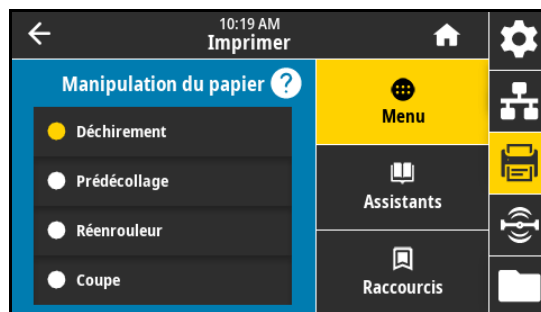 10:19 AM
Imprimer
Manipulation du papier ?
Menu
Déchirement
Prédécollage
Assistants
Réenrouleur
Coupe
Raccourcis